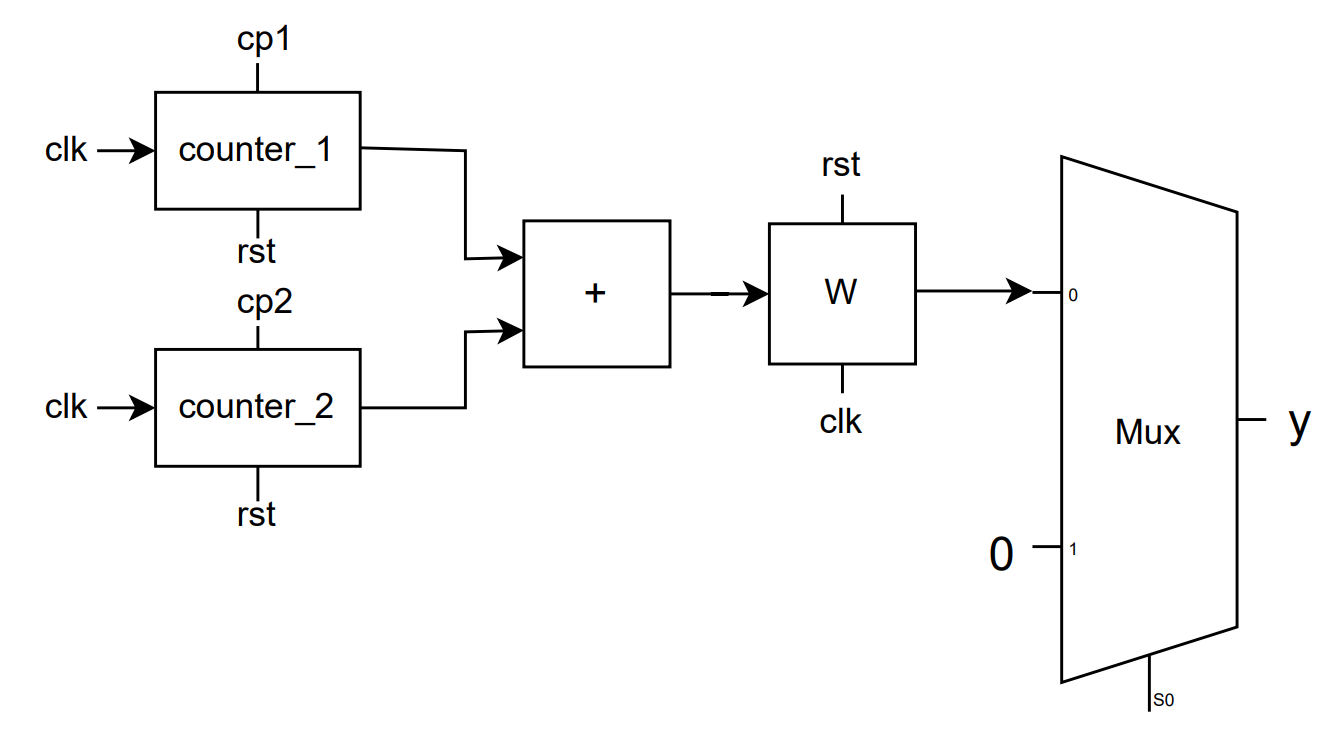 cp1
clk
counter_1
rst
cp2
clk
counter_2
rst
+
rst
W
clk
0
Mux
y
0
1
S0